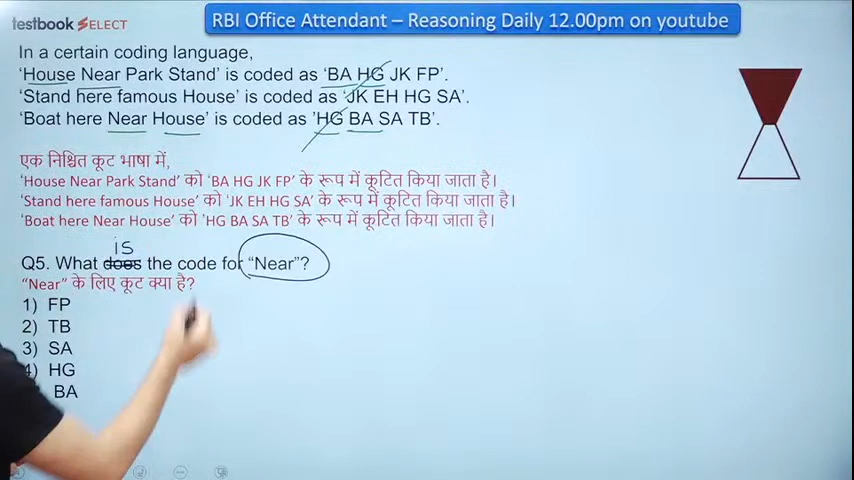 testbook SELECT
RBI Office Attendant – Reasoning Daily 12.00pm on youtube
In a certain coding language,
‘House Near Park Stand’ is coded as ‘BA HG JK FP’.
‘Stand here famous House’ is coded as ‘JK EH HG SA’.
‘Boat here Near House’ is coded as ’HG BA SA TB’.
एक निश्चित कूट भाषा में,
‘House Near Park Stand’ को ‘BA HG JK FP’ के रूप में कूटित किया जाता है।
‘Stand here famous House’ को ‘JK EH HG SA’ के रूप में कूटित किया जाता है।
‘Boat here Near House’ को ‘HG BA SA TB’ के रूप में कूटित किया जाता है।
is
Q5. What does the code for “Near”?
“Near” के लिए कूट क्या है?
1) FP
2) TB
3) SA
4) HG
BA